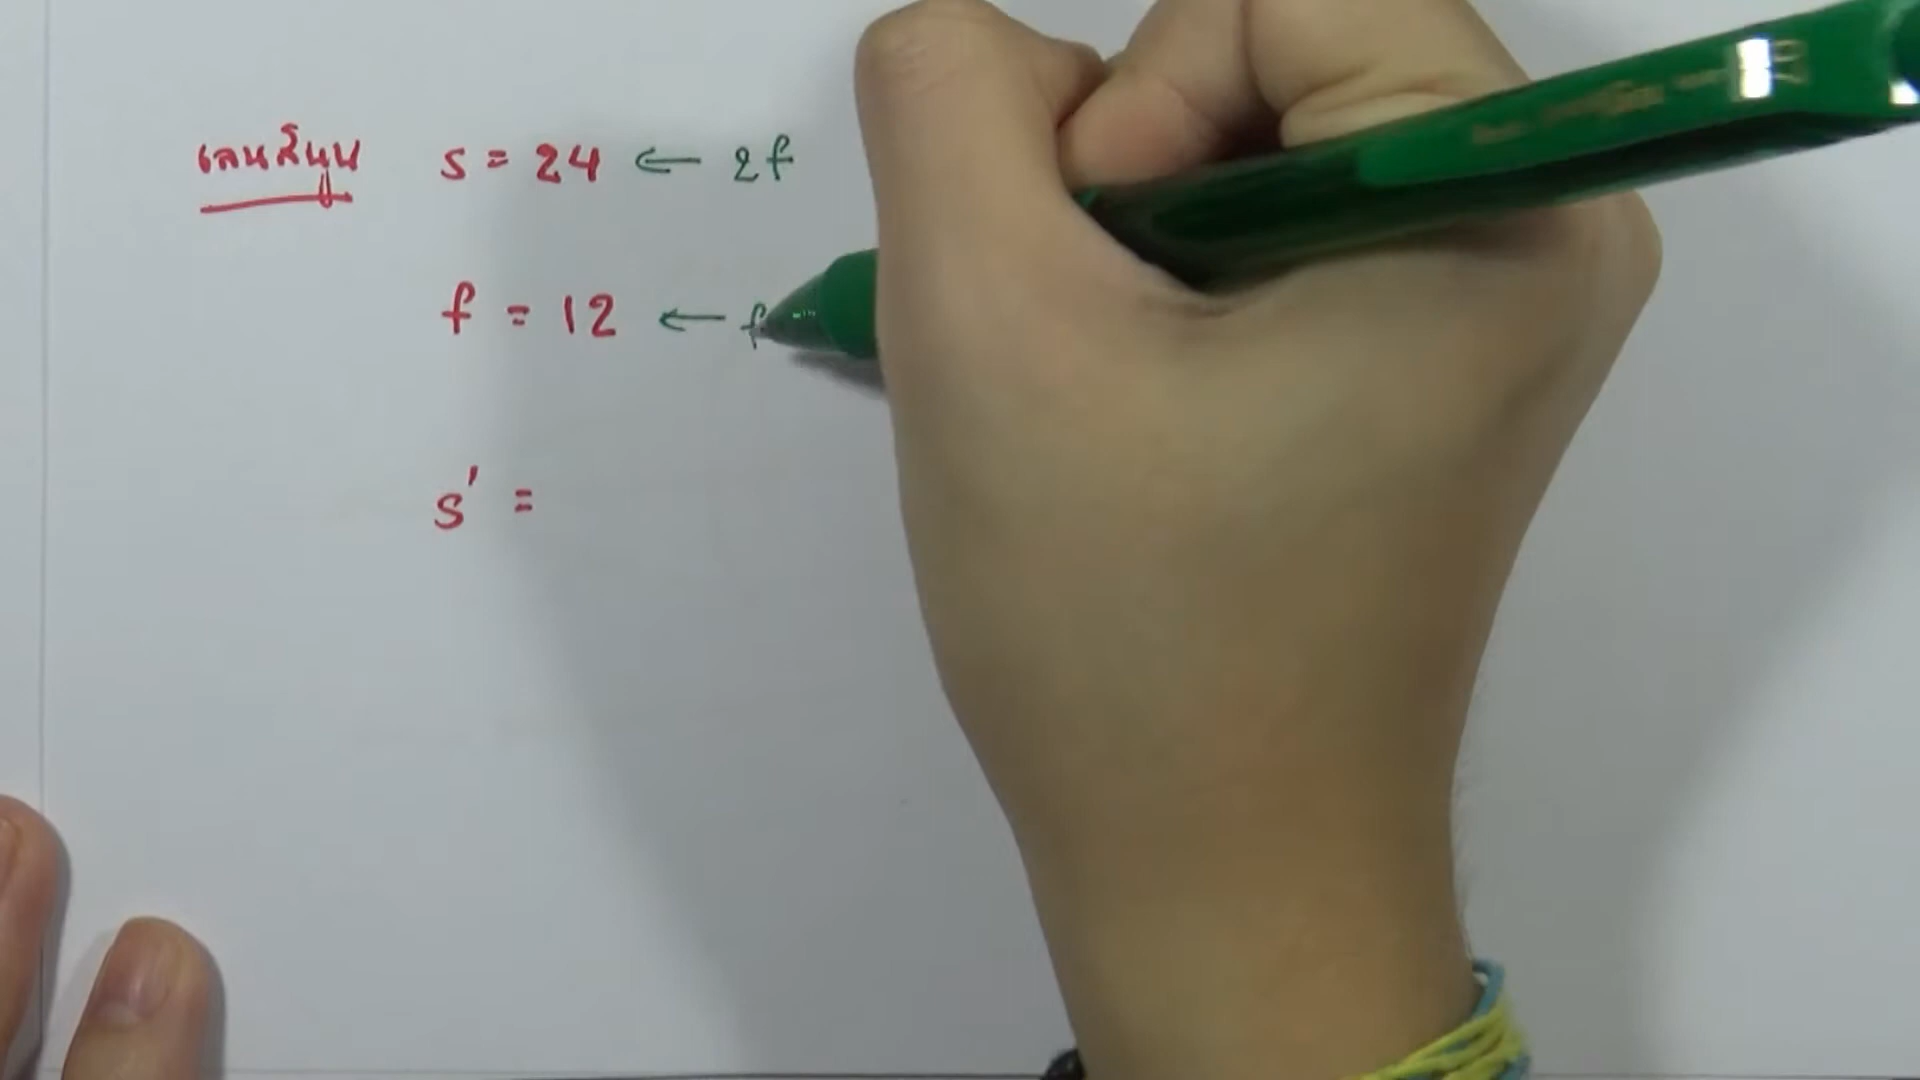 เลนส์นูน s = 24 ← 2f
f = 12 ← f
s' =